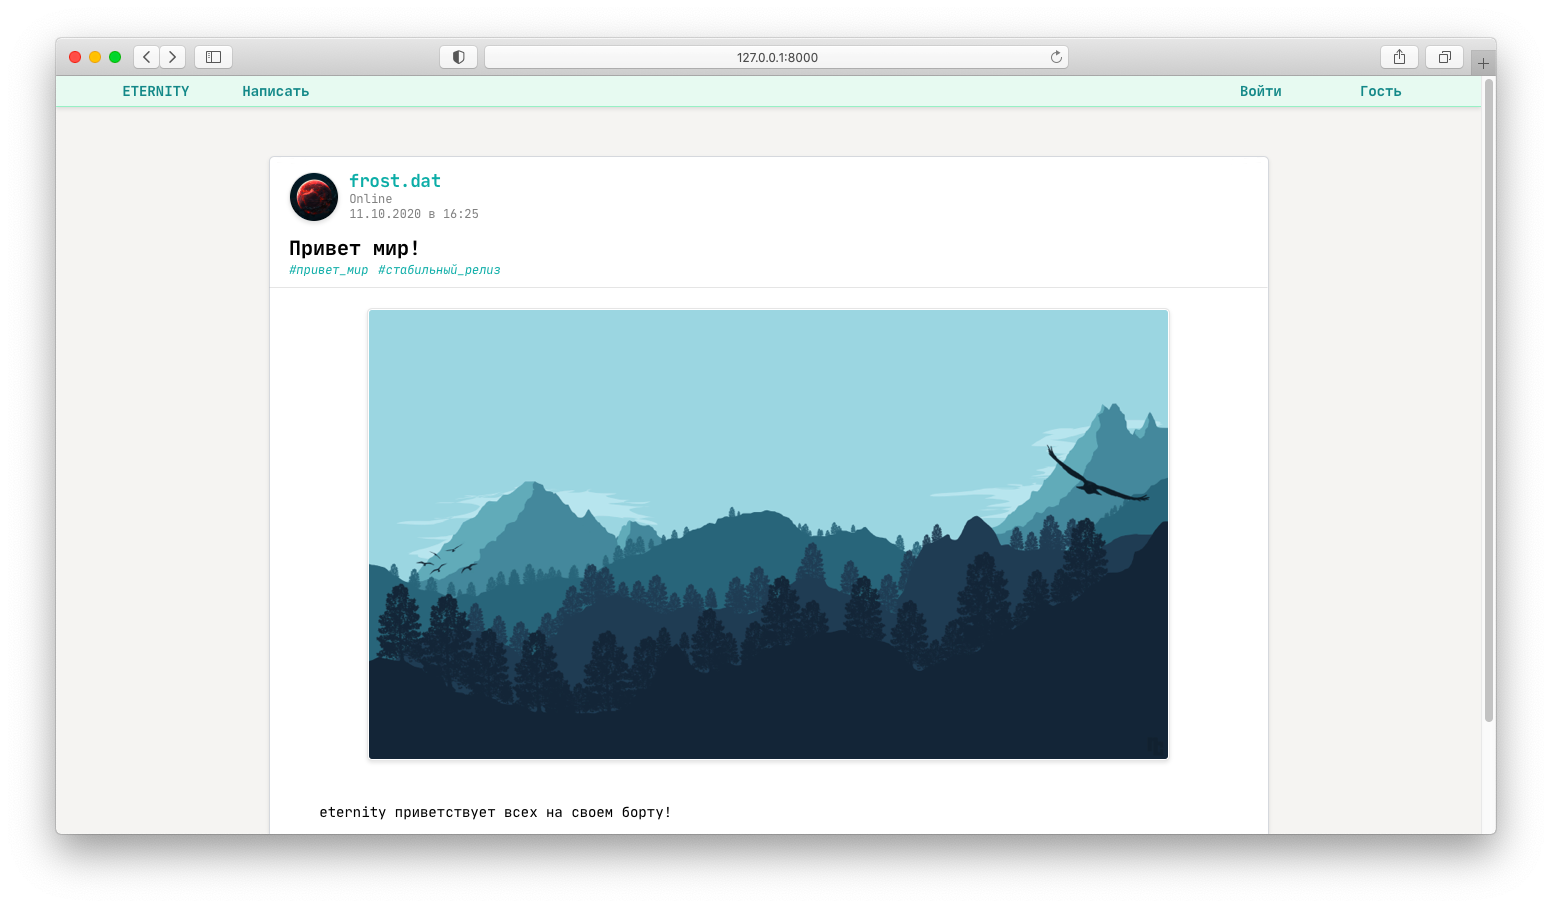 127.0.0.1:8000
ETERNITY Написать Войти Гость
frost.dat
Online
11.10.2020 в 16:25
Привет мир!
#привет_мир #стабильный_релиз
eternity приветствует всех на своем борту!